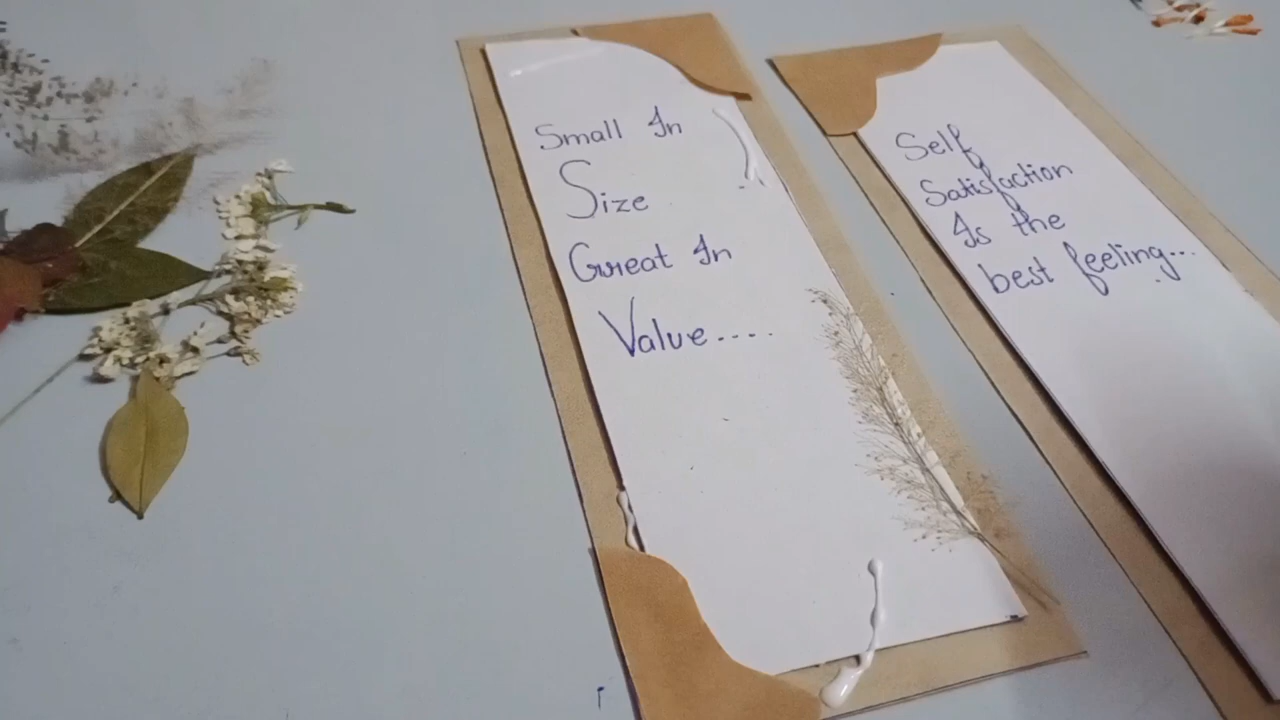 Small In
Size
Great In
Value....
Self
Satisfaction
Is the
best feeling...